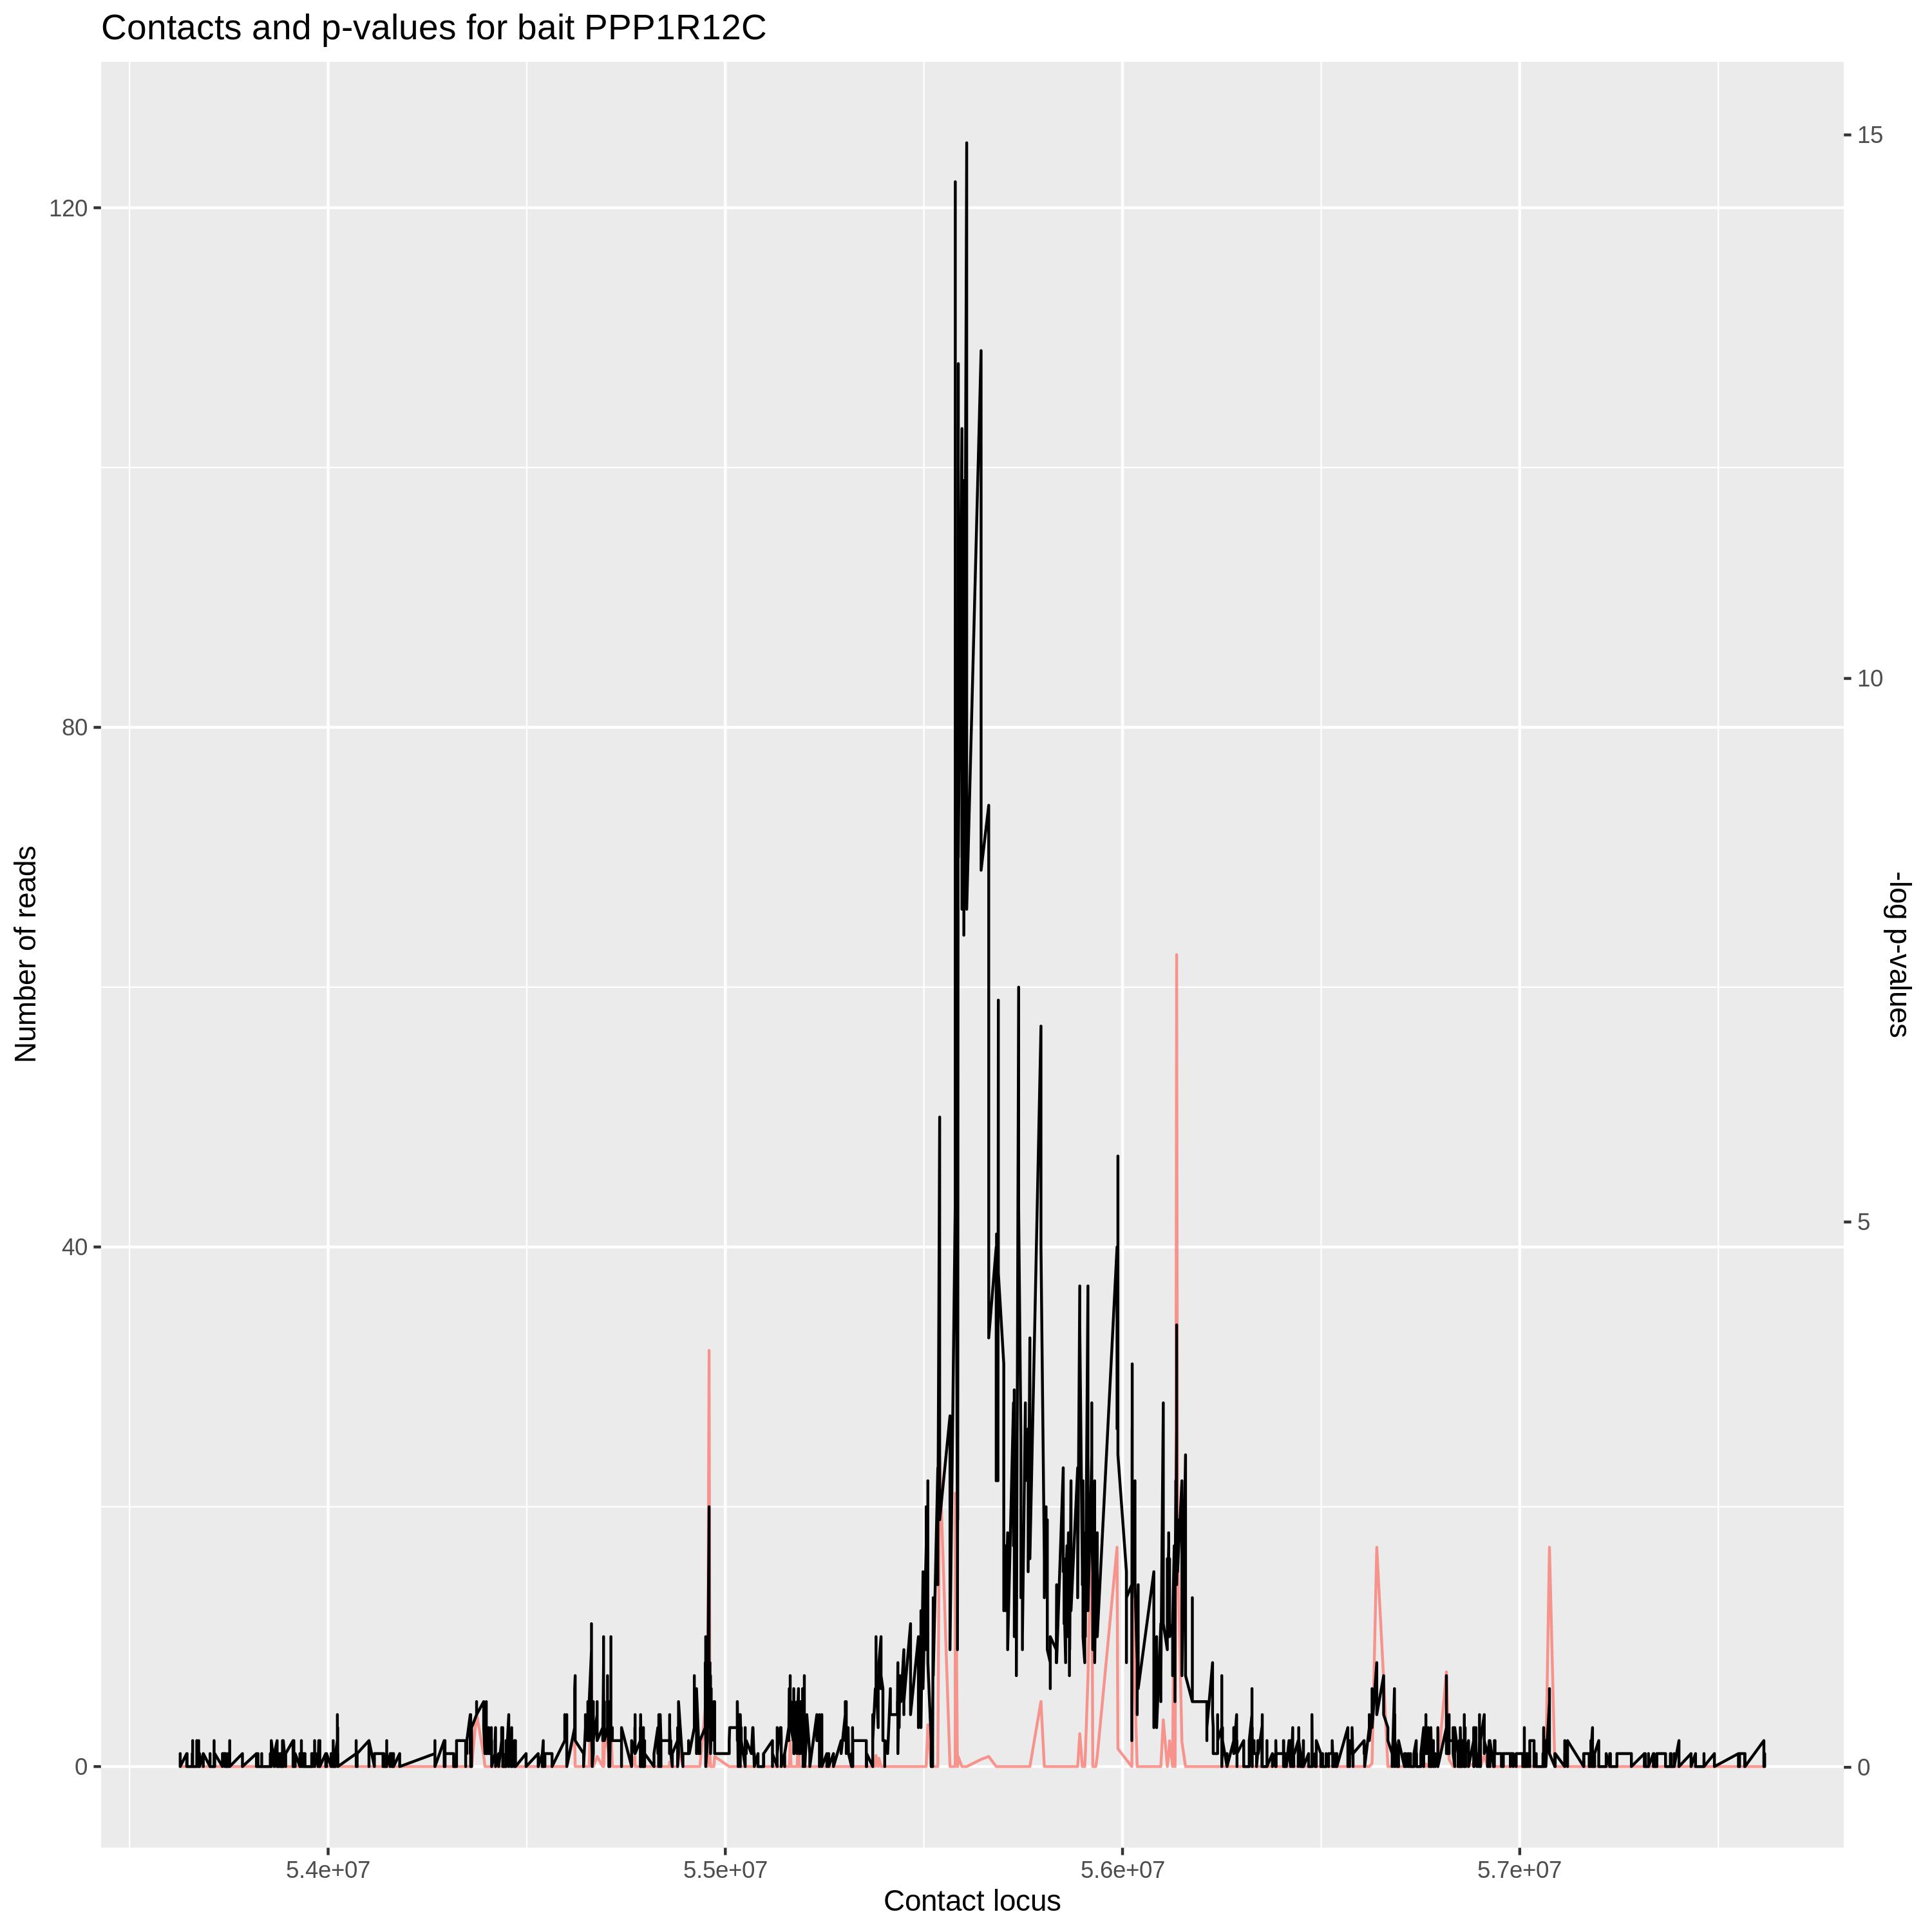 Contacts and p-values for bait PPP1R12C
15
120
10
80
Number of reads
-log p-values
5
40
0
0
5.4e+07
5.5e+07
5.6e+07
5.7e+07
Contact locus